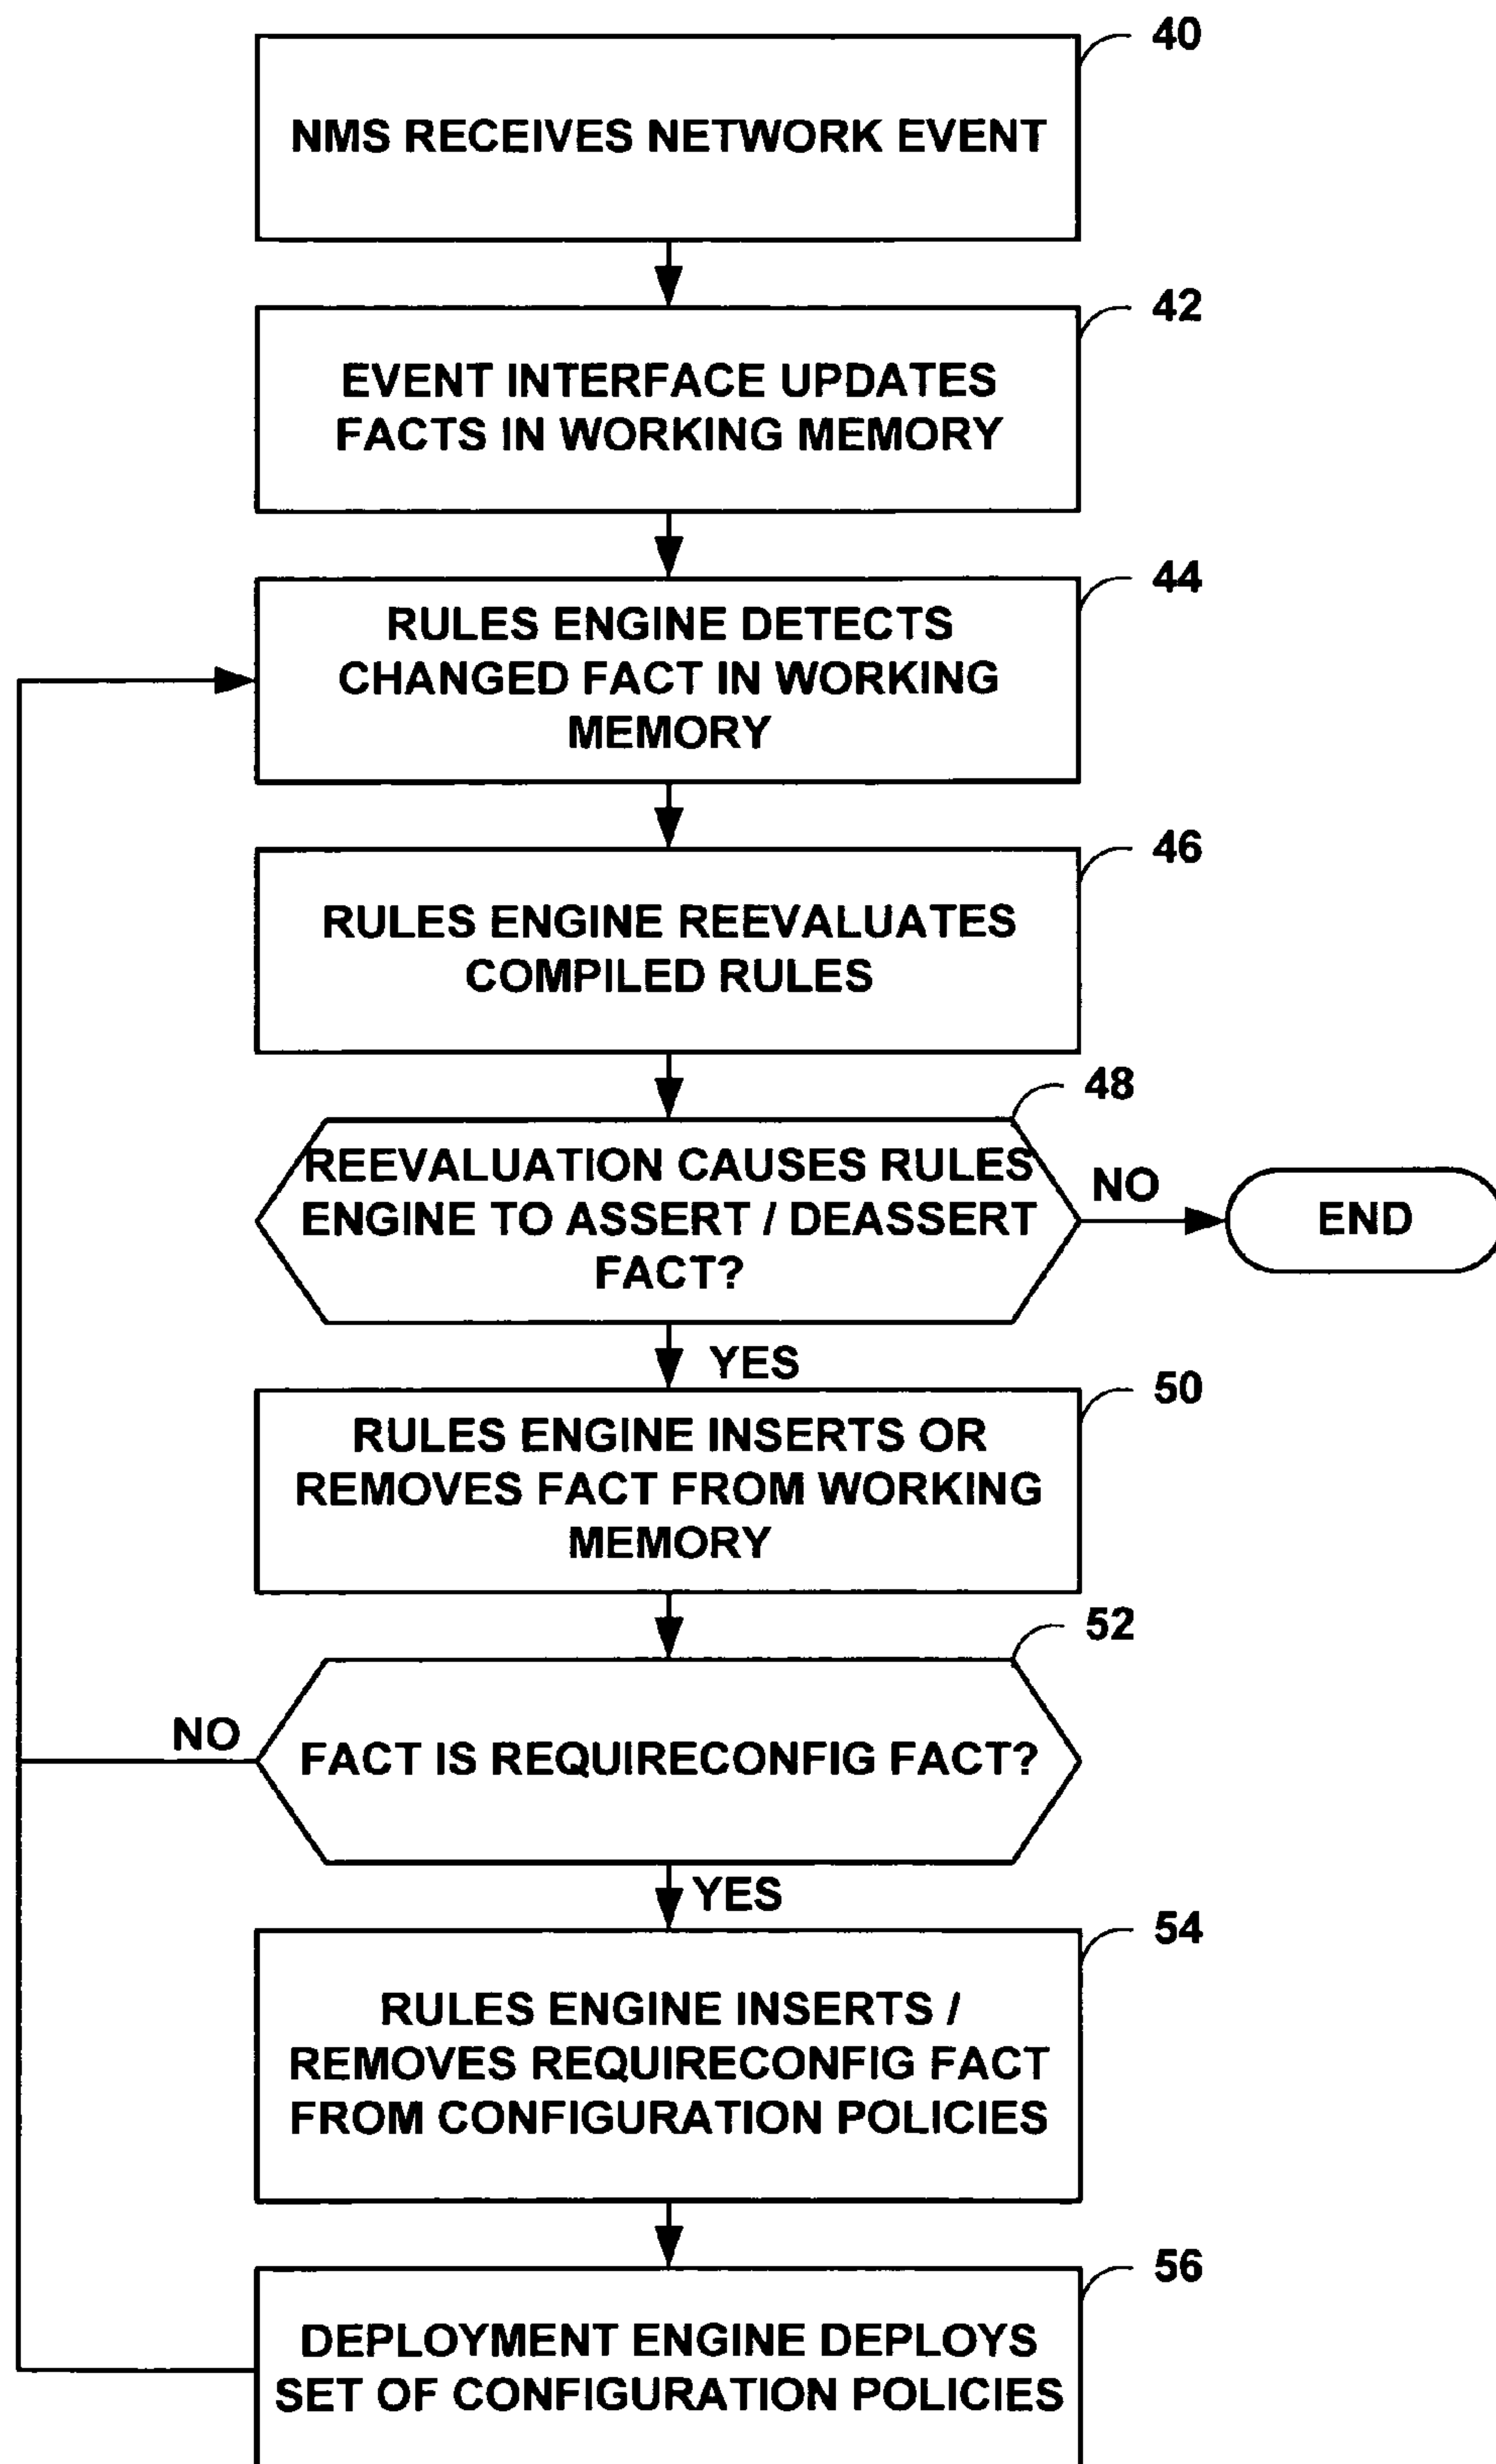 40
NMS RECEIVES NETWORK EVENT
42
EVENT INTERFACE UPDATES
FACTS IN WORKING MEMORY
44
RULES ENGINE DETECTS
CHANGED FACT IN WORKING
MEMORY
46
RULES ENGINE REEVALUATES
COMPILED RULES
48
REEVALUATION CAUSES RULES
ENGINE TO ASSERT / DEASSERT
FACT?
NO
END
YES
50
RULES ENGINE INSERTS OR
REMOVES FACT FROM WORKING
MEMORY
52
NO
FACT IS REQUIRECONFIG FACT?
YES
54
RULES ENGINE INSERTS /
REMOVES REQUIRECONFIG FACT
FROM CONFIGURATION POLICIES
56
DEPLOYMENT ENGINE DEPLOYS
SET OF CONFIGURATION POLICIES